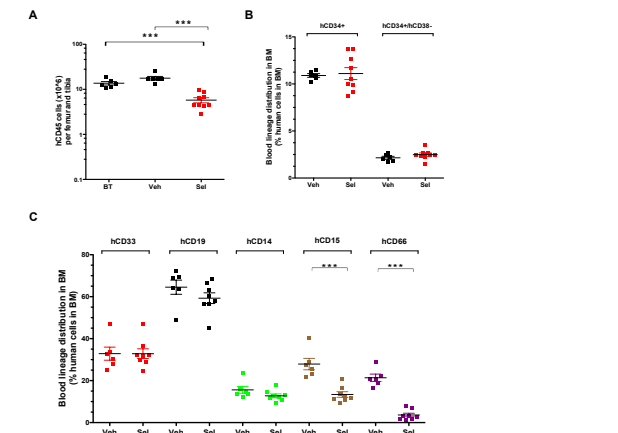 A
***
***
hCD45 cells (x10^6)
per femur and tibia
100
10
1
0.1
BT Veh Sel
B
hCD34+ hCD34+/hCD38-
Blood lineage distribution in BM
(% human cells in BM)
15
10
5
0
Veh Sel Veh Sel
C
hCD33 hCD19 hCD14 hCD15 hCD66
*** ***
Blood lineage distribution in BM
(% human cells in BM)
80
60
40
20
0
Veh Sel Veh Sel Veh Sel Veh Sel Veh Sel